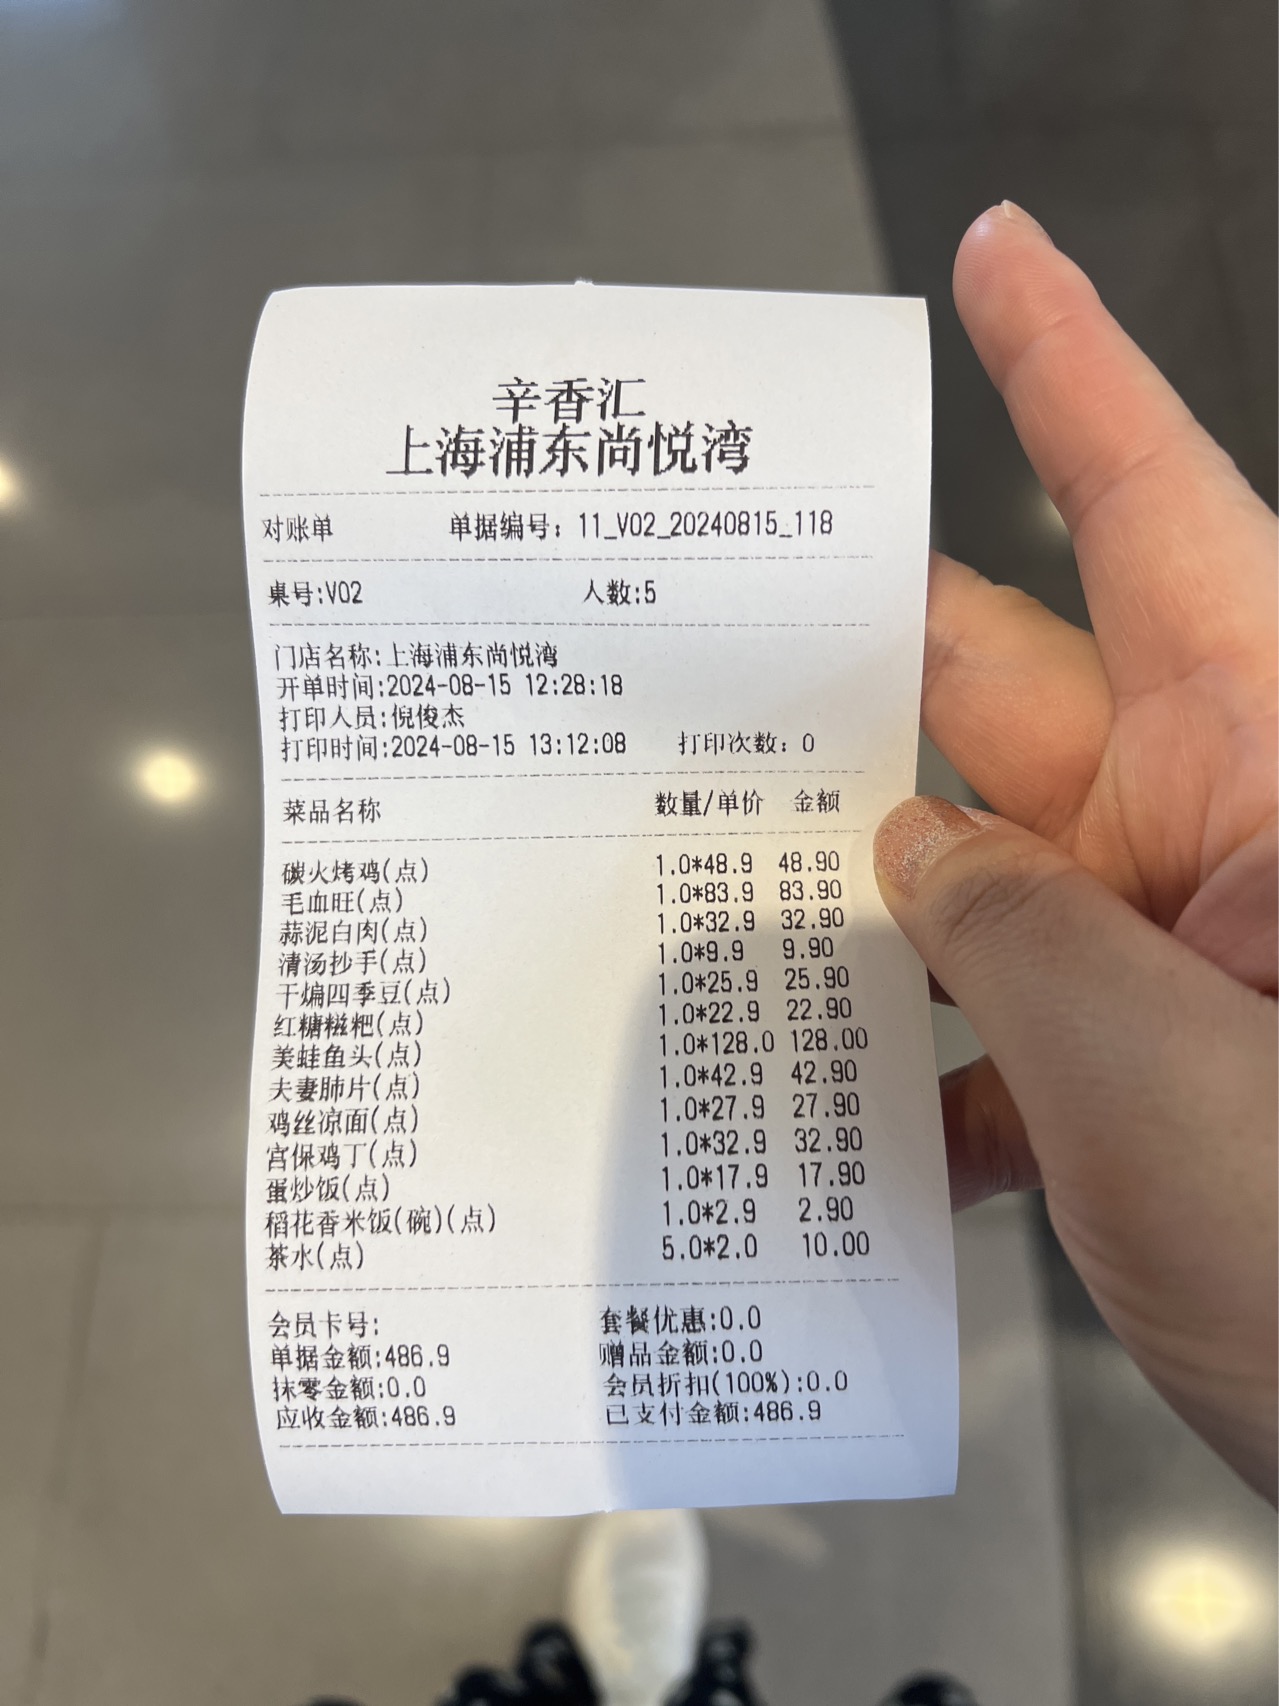 辛香汇
上海浦东尚悦湾
对账单 单据编号：11_V02_20240815_118
桌号:V02 人数:5
门店名称:上海浦东尚悦湾
开单时间:2024-08-15 12:28:18
打印人员:倪俊杰
打印时间:2024-08-15 13:12:08 打印次数：0
菜品名称 数量/单价 金额
碳火烤鸡(点) 1.0*48.9 48.90
毛血旺(点) 1.0*83.9 83.90
蒜泥白肉(点) 1.0*32.9 32.90
清汤抄手(点) 1.0*9.9 9.90
干煸四季豆(点) 1.0*25.9 25.90
红糖糍粑(点) 1.0*22.9 22.90
美蛙鱼头(点) 1.0*128.0 128.00
夫妻肺片(点) 1.0*42.9 42.90
鸡丝凉面(点) 1.0*27.9 27.90
宫保鸡丁(点) 1.0*32.9 32.90
蛋炒饭(点) 1.0*17.9 17.90
稻花香米饭(碗)(点) 1.0*2.9 2.90
茶水(点) 5.0*2.0 10.00
会员卡号: 套餐优惠:0.0
单据金额:486.9 赠品金额:0.0
抹零金额:0.0 会员折扣(100%):0.0
应收金额:486.9 已支付金额:486.9